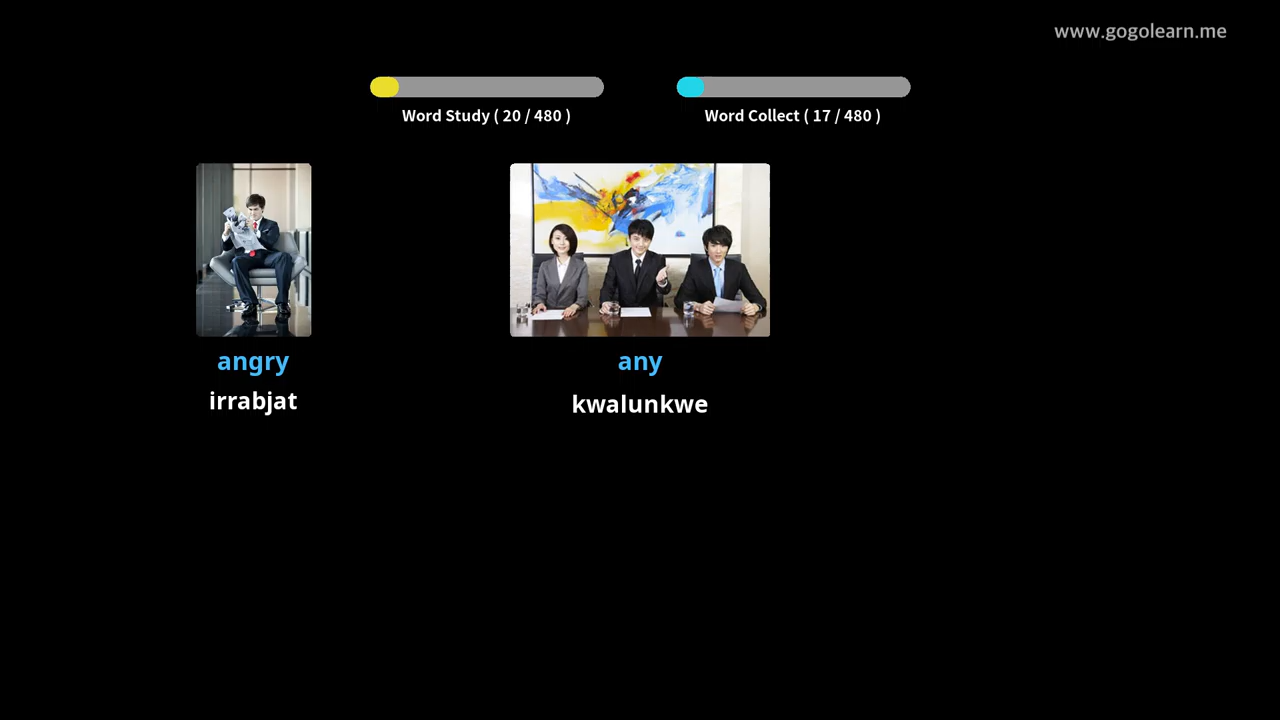 www.gogolearn.me
Word Study ( 20 / 480 )
Word Collect ( 17 / 480 )
angry
irrabjat
any
kwalunkwe